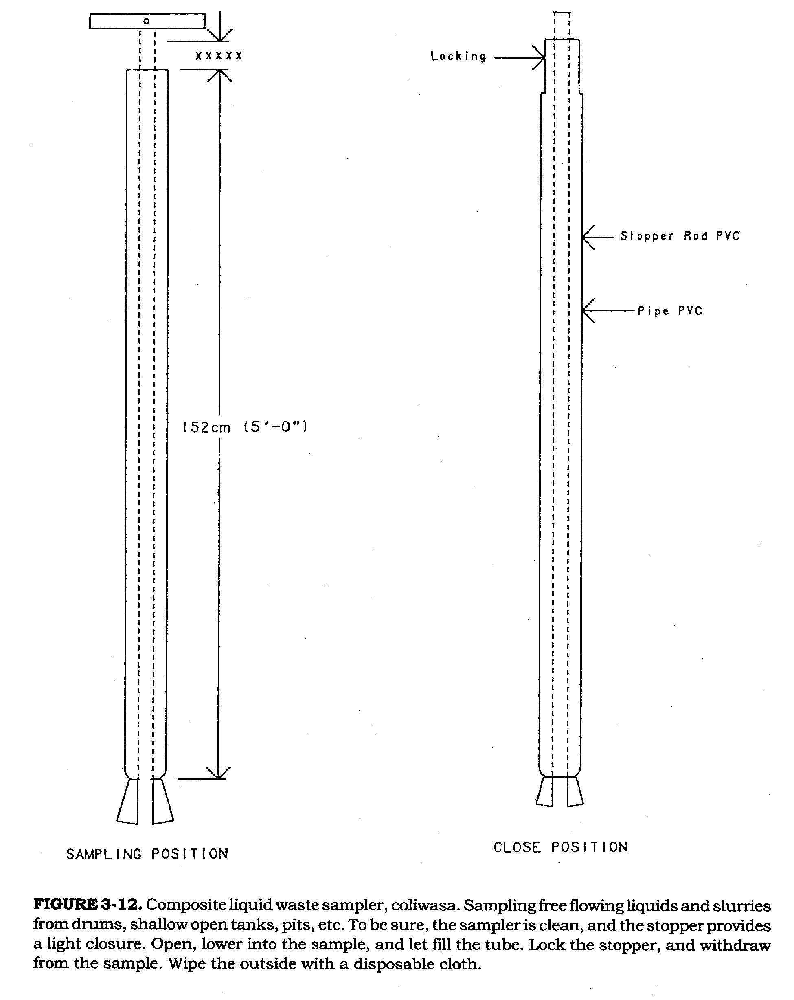 xxxxx
Locking
Stopper Rod PVC
Pipe PVC
152cm (5'-0")
SAMPLING POSITION
CLOSE POSITION
FIGURE 3-12. Composite liquid waste sampler, coliwasa. Sampling free flowing liquids and slurries
from drums, shallow open tanks, pits, etc. To be sure, the sampler is clean, and the stopper provides
a light closure. Open, lower into the sample, and let fill the tube. Lock the stopper, and withdraw
from the sample. Wipe the outside with a disposable cloth.